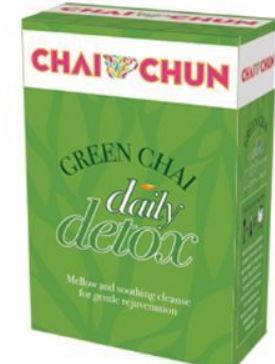 CHAI CHUN
CHAI CHUN
GREEN CHAI
daily
detox
Mellow and soothing cleanse
for gentle rejuvenation